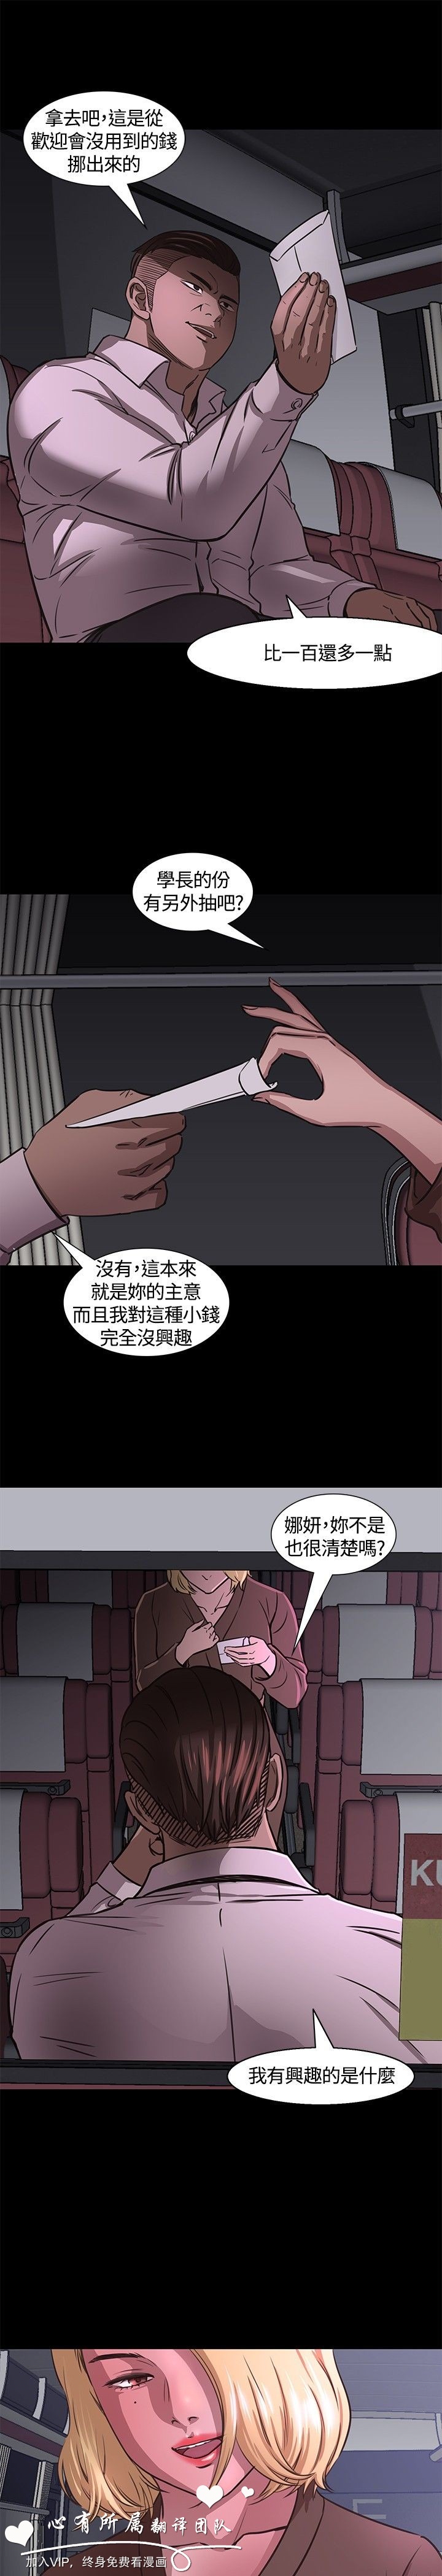 拿去吧,這是從
歡迎會沒用到的錢
挪出來的
比一百還多一點
學長的份
有另外抽吧?
沒有,這本來
就是妳的主意
而且我對這種小錢
完全沒興趣
娜妍,妳不是
也很清楚嗎?
KU
我有興趣的是什麼
E
心有所属翻译团队
加入VIP，终身免费看漫画